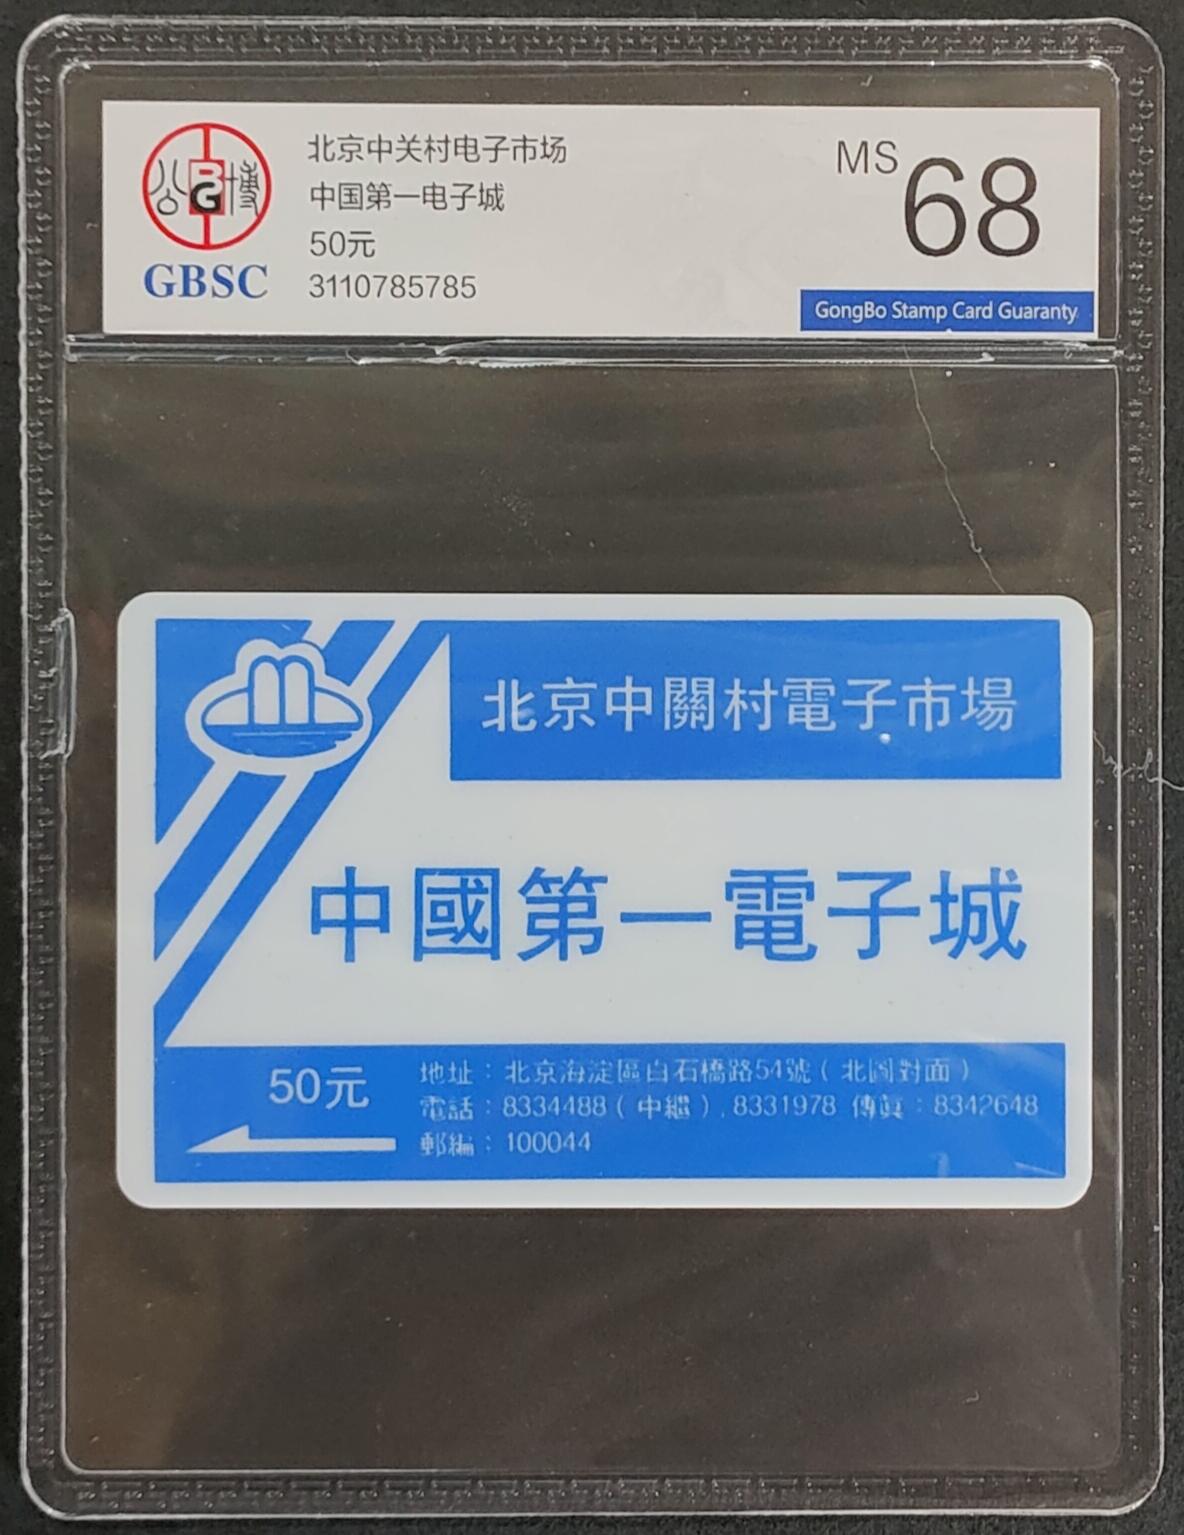 公博
BG
GBSC
北京中关村电子市场
中国第一电子城
50元
3110785785
MS 68
GongBo Stamp Card Guaranty
北京中關村電子市場
中國第一電子城
50元
地址：北京海淀區白石橋路54號（北圖對面）
電話：8334488（中繼）,8331978 傳真：8342648
郵編：100044